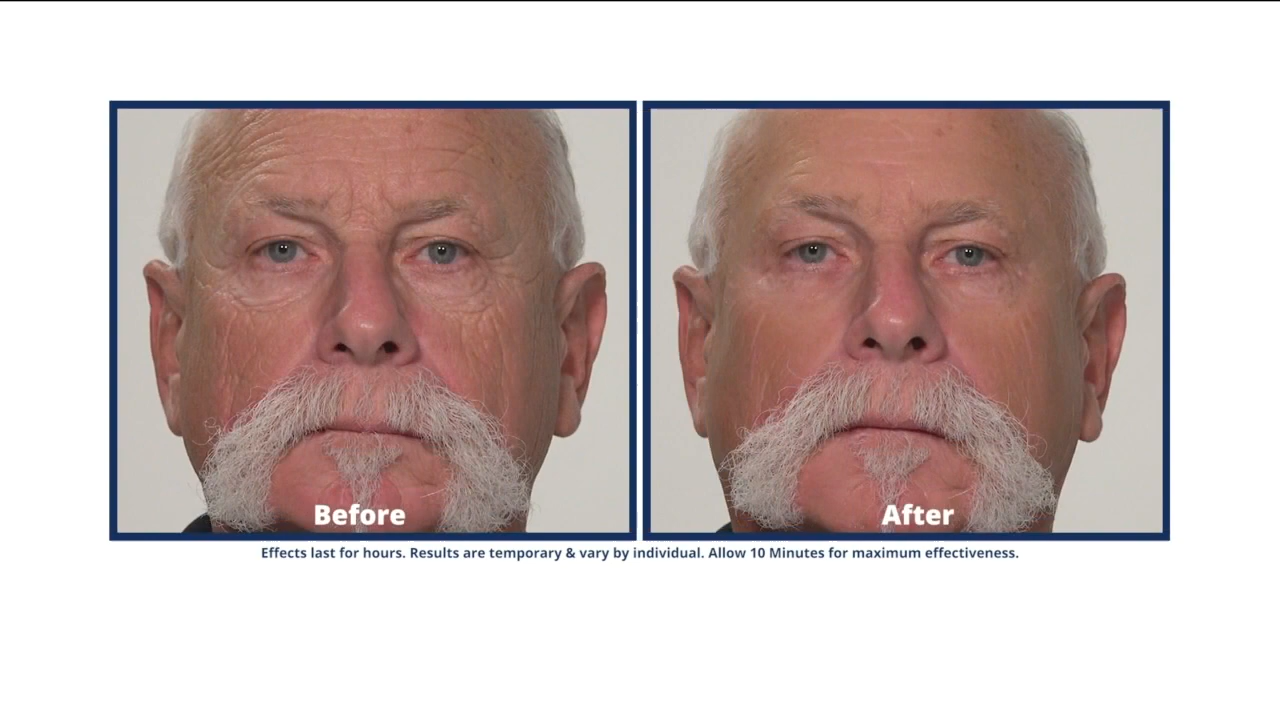 Before
After
Effects last for hours. Results are temporary & vary by individual. Allow 10 Minutes for maximum effectiveness.